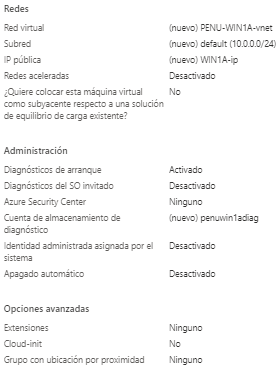 Redes
Red virtual (nuevo) PENU-WIN1A-vnet
Subred (nuevo) default (10.0.0.0/24)
IP pública (nuevo) WIN1A-ip
Redes aceleradas Desactivado
¿Quiere colocar esta máquina virtual No
como subyacente respecto a una solución
de equilibrio de carga existente?
Administración
Diagnósticos de arranque Activado
Diagnósticos del SO invitado Desactivado
Azure Security Center Ninguno
Cuenta de almacenamiento de (nuevo) penuwin1adiag
diagnóstico
Identidad administrada asignada por el Desactivado
sistema
Apagado automático Desactivado
Opciones avanzadas
Extensiones Ninguno
Cloud-init No
Grupo con ubicación por proximidad Ninguno